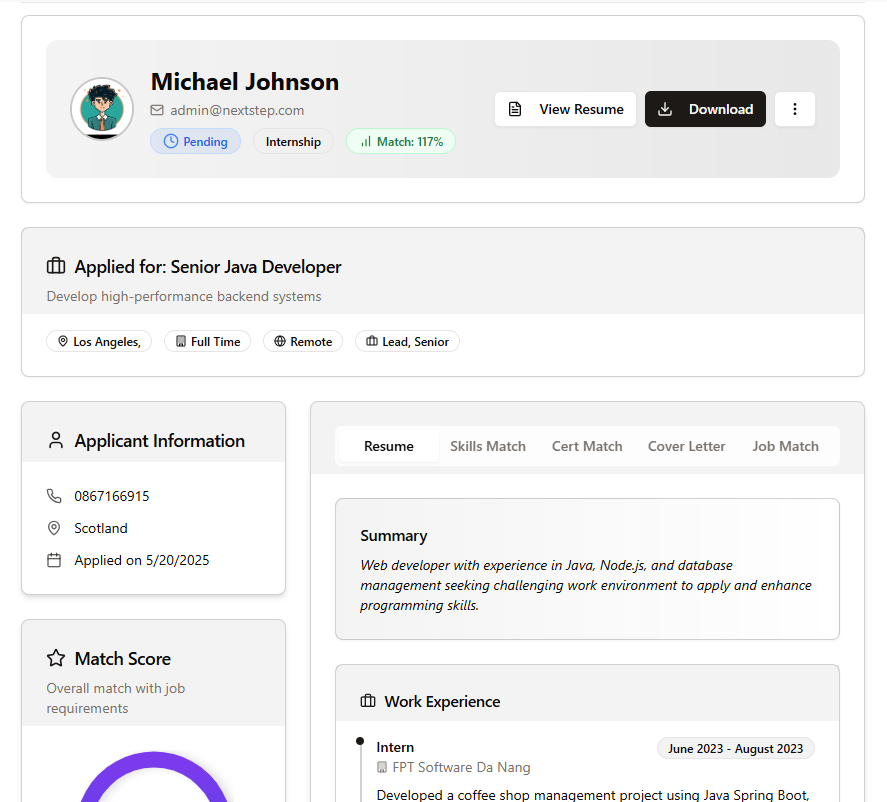 Michael Johnson
admin@nextstep.com
View Resume
Download
Pending
Internship
Match: 117%
Applied for: Senior Java Developer
Develop high-performance backend systems
Los Angeles,
Full Time
Remote
Lead, Senior
Applicant Information
0867166915
Scotland
Applied on 5/20/2025
Match Score
Overall match with job
requirements
Resume
Skills Match
Cert Match
Cover Letter
Job Match
Summary
Web developer with experience in Java, Node.js, and database
management seeking challenging work environment to apply and enhance
programming skills.
Work Experience
Intern
June 2023 - August 2023
FPT Software Da Nang
Developed a coffee shop management project using Java Spring Boot,